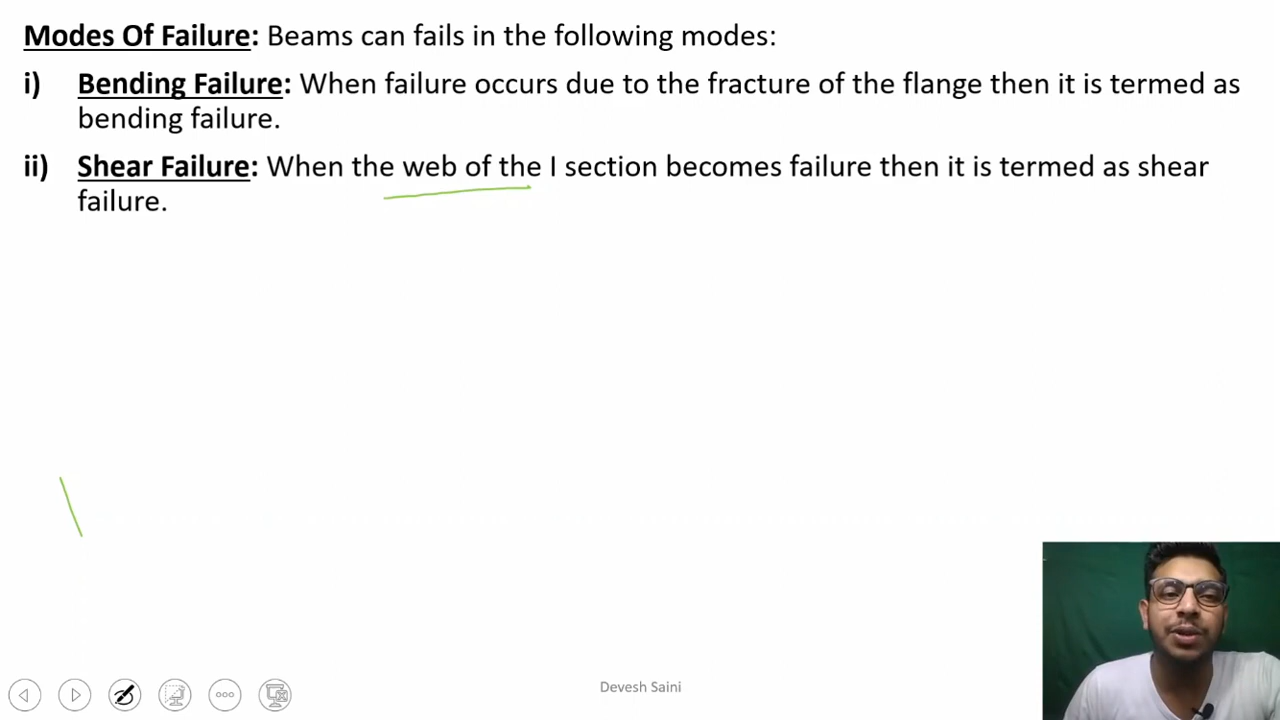 Modes Of Failure: Beams can fails in the following modes:
i) Bending Failure: When failure occurs due to the fracture of the flange then it is termed as
bending failure.
ii) Shear Failure: When the web of the I section becomes failure then it is termed as shear
failure.
Devesh Saini